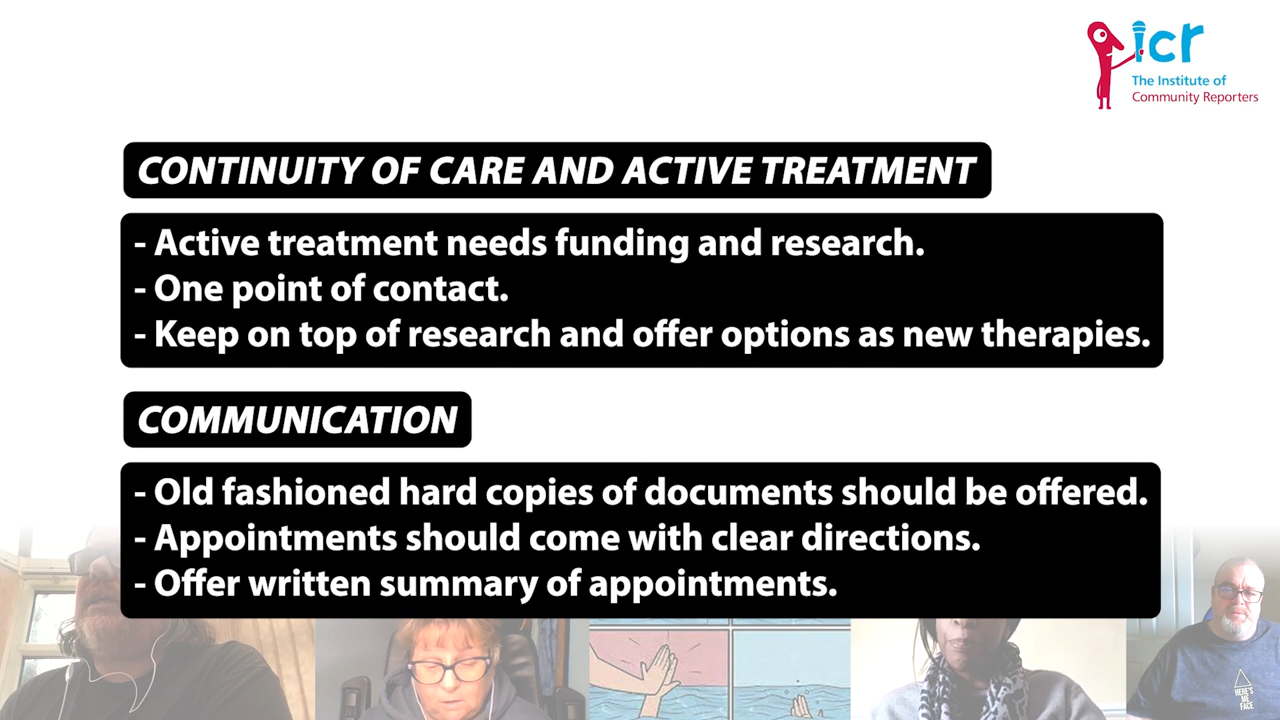 icr
The Institute of
Community Reporters
CONTINUITY OF CARE AND ACTIVE TREATMENT
- Active treatment needs funding and research.
- One point of contact.
- Keep on top of research and offer options as new therapies.
COMMUNICATION
- Old fashioned hard copies of documents should be offered.
- Appointments should come with clear directions.
- Offer written summary of appointments.
HERE'S
FACE